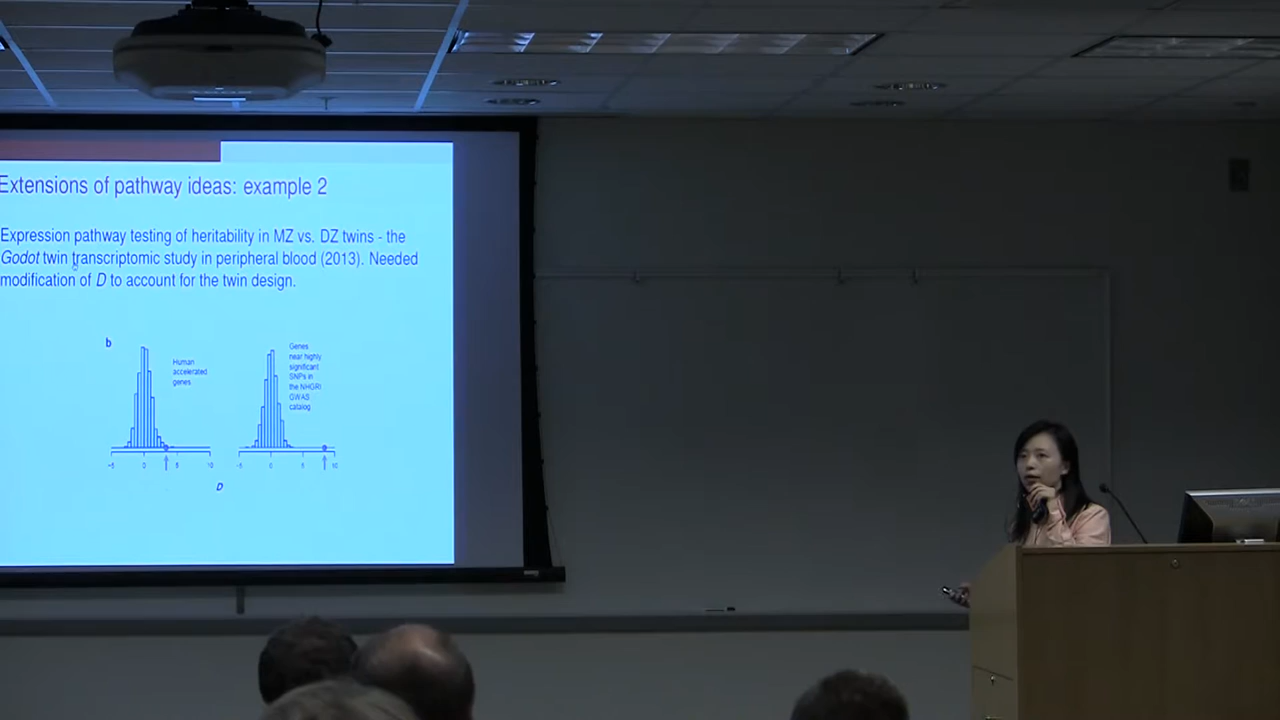 Extensions of pathway ideas: example 2
Expression pathway testing of heritability in MZ vs. DZ twins - the
Godot twin transcriptomic study in peripheral blood (2013). Needed
modification of D to account for the twin design.
b
Human
accelerated
genes
Genes
near highly
significant
SNPs in
the NHGRI
GWAS
catalog
-5 0 5 10
-5 0 5 10
D